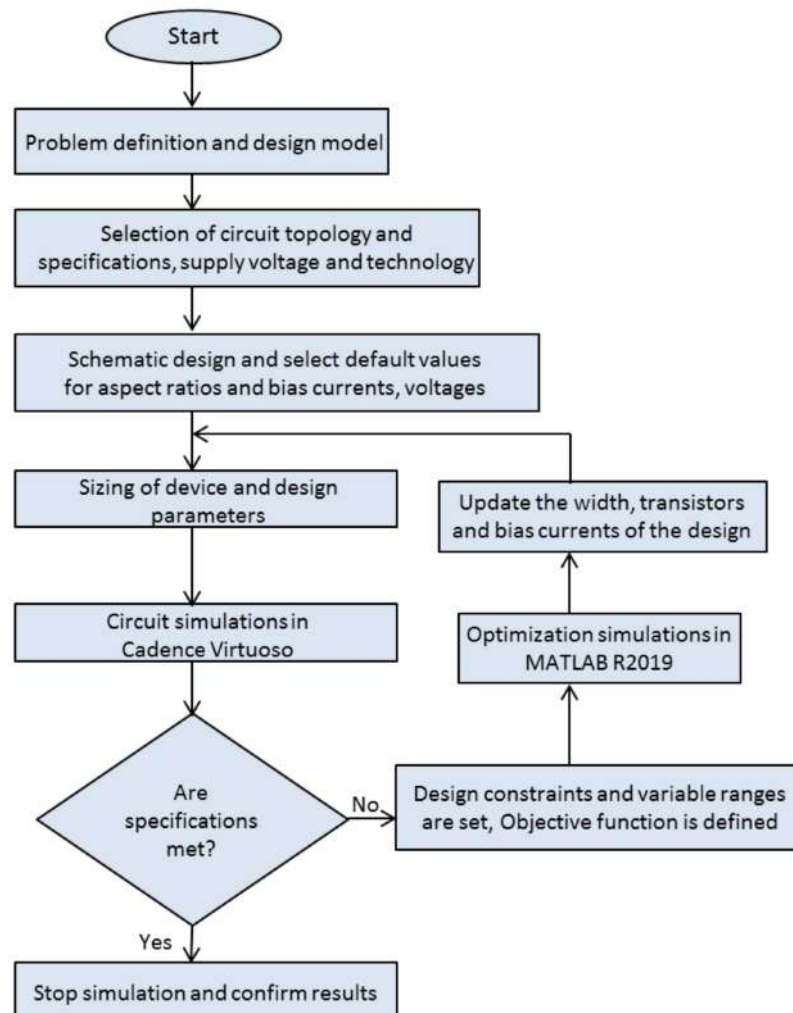 Start
Problem definition and design model
Selection of circuit topology and
specifications, supply voltage and technology
Schematic design and select default values
for aspect ratios and bias currents, voltages
Sizing of device and design
parameters
Update the width, transistors
and bias currents of the design
Circuit simulations in
Cadence Virtuoso
Optimization simulations in
MATLAB R2019
Are
specifications
met?
No
Design constraints and variable ranges
are set, Objective function is defined
Yes
Stop simulation and confirm results